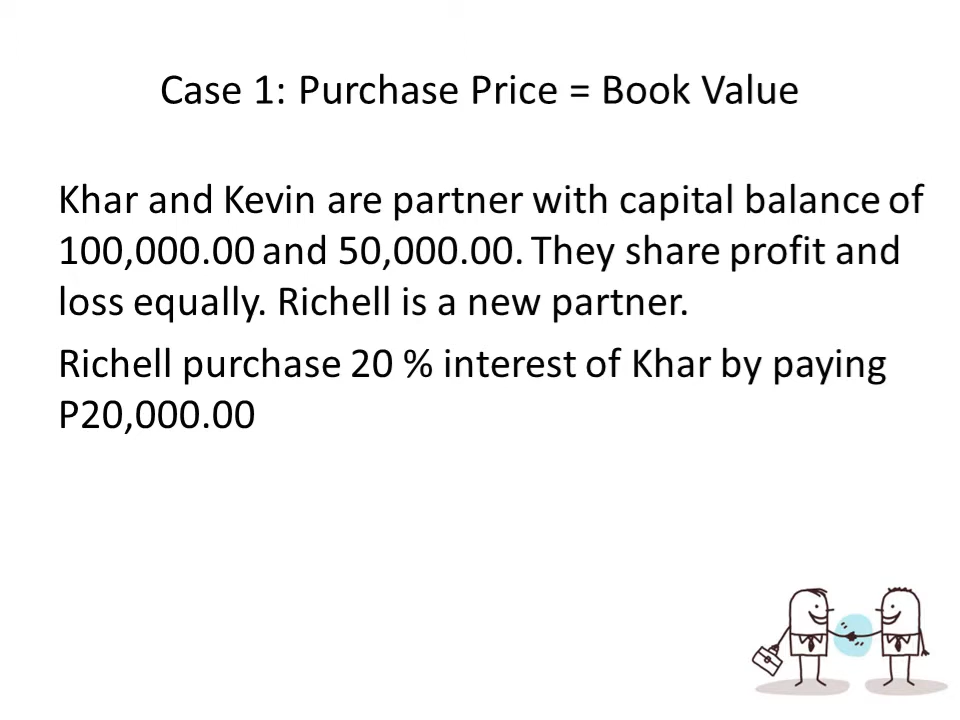 Case 1: Purchase Price = Book Value
Khar and Kevin are partner with capital balance of
100,000.00 and 50,000.00. They share profit and
loss equally. Richell is a new partner.
Richell purchase 20 % interest of Khar by paying
P20,000.00